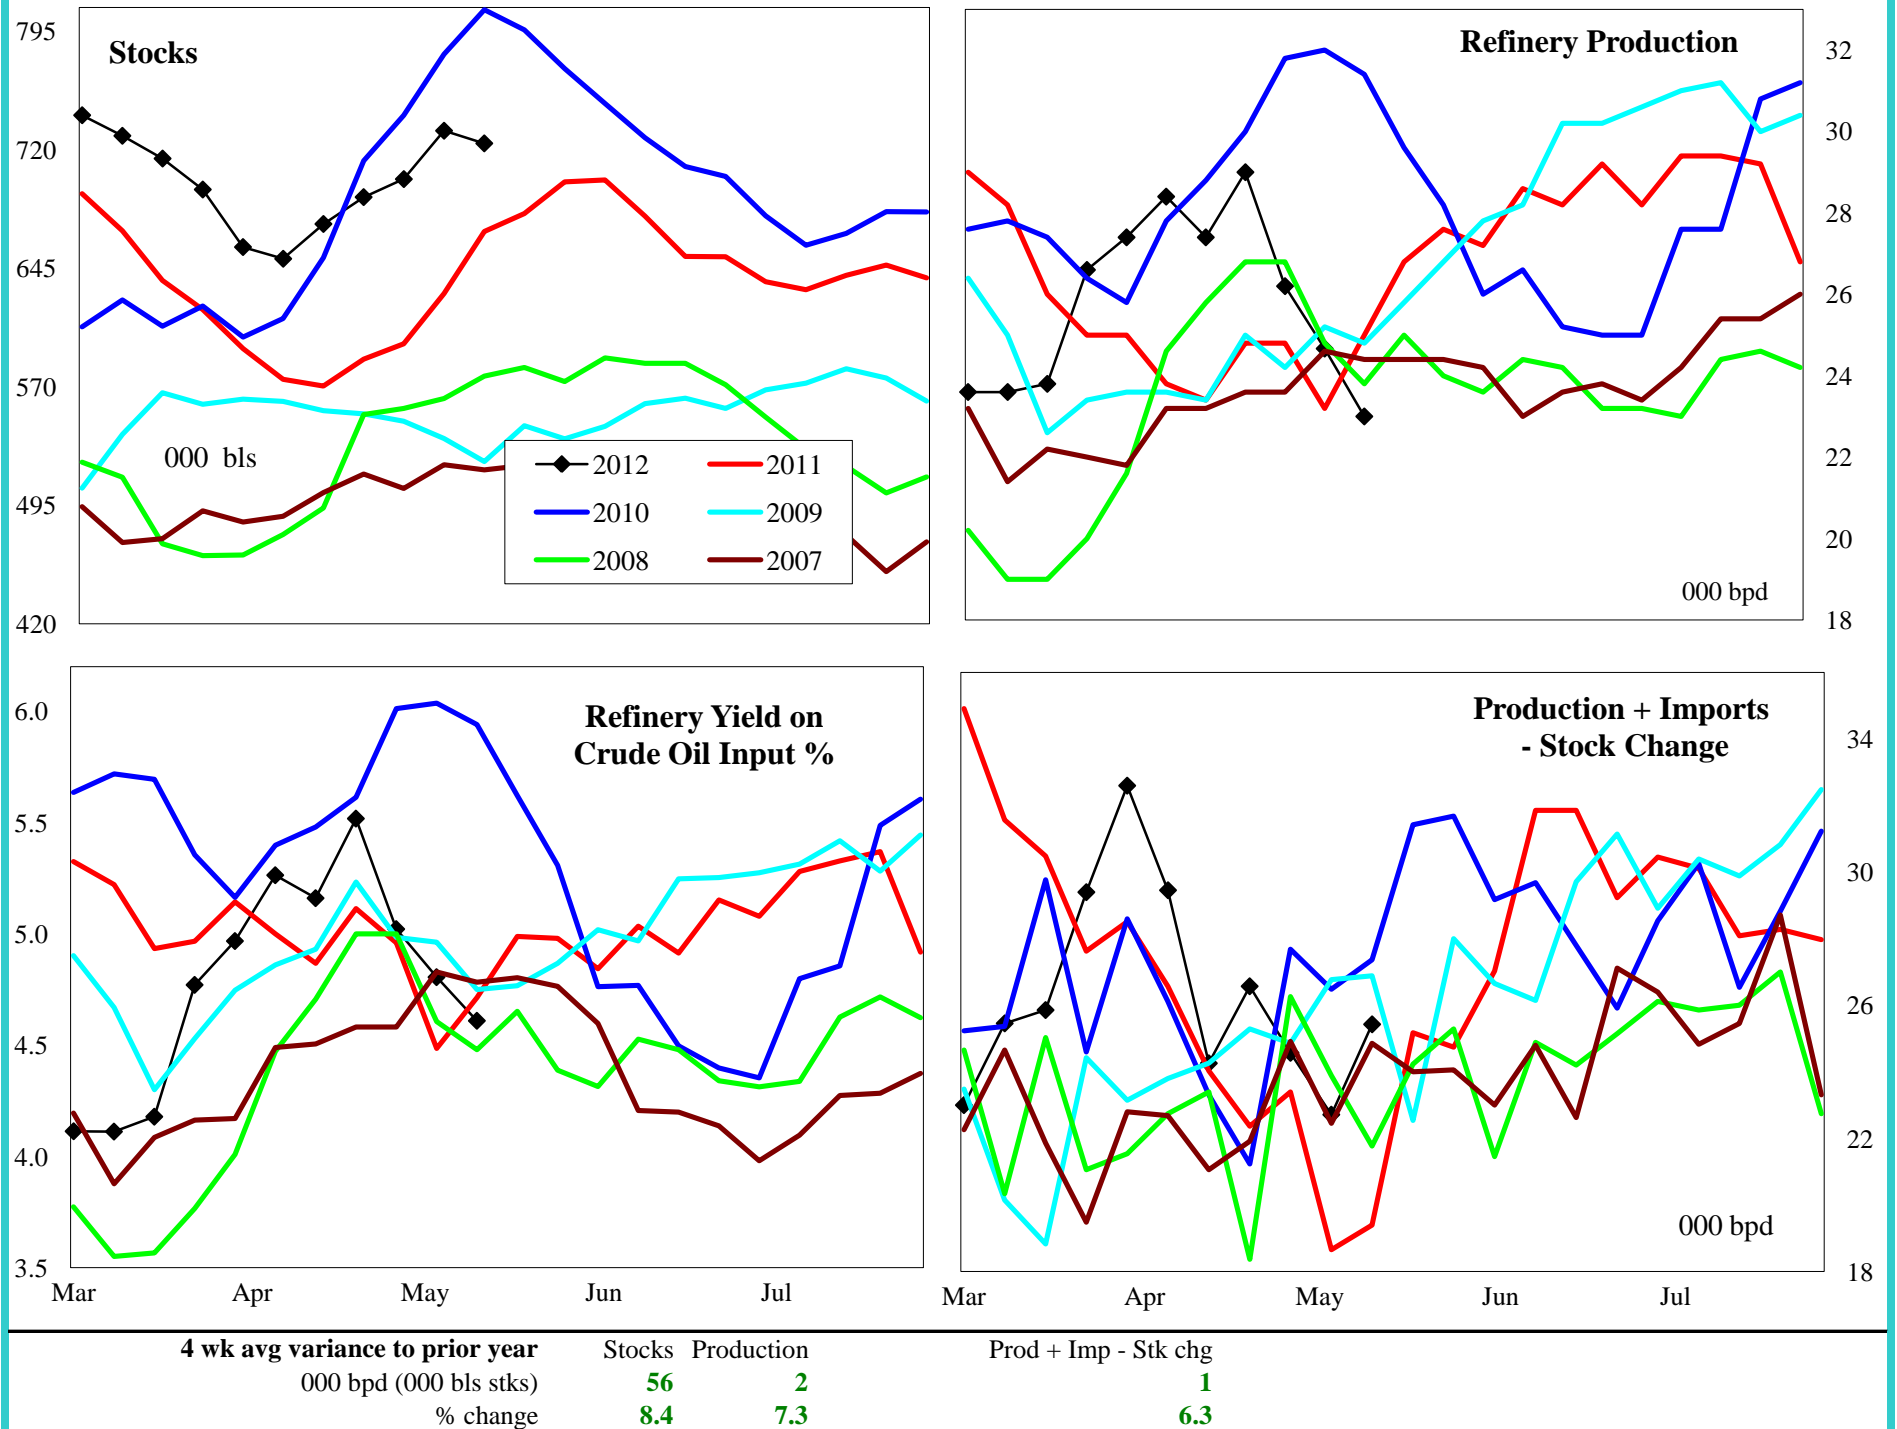 Stocks
795
720
645
570
495
420
000 bls
2012 2011
2010 2009
2008 2007
Refinery Production
32
30
28
26
24
22
20
18
000 bpd
Refinery Yield on
Crude Oil Input %
6.0
5.5
5.0
4.5
4.0
3.5
Mar Apr May Jun Jul
Production + Imports
- Stock Change
34
30
26
22
18
000 bpd
Mar Apr May Jun Jul
4 wk avg variance to prior year Stocks Production Prod + Imp - Stk chg
000 bpd (000 bls stks) 56 2 1
% change 8.4 7.3 6.3